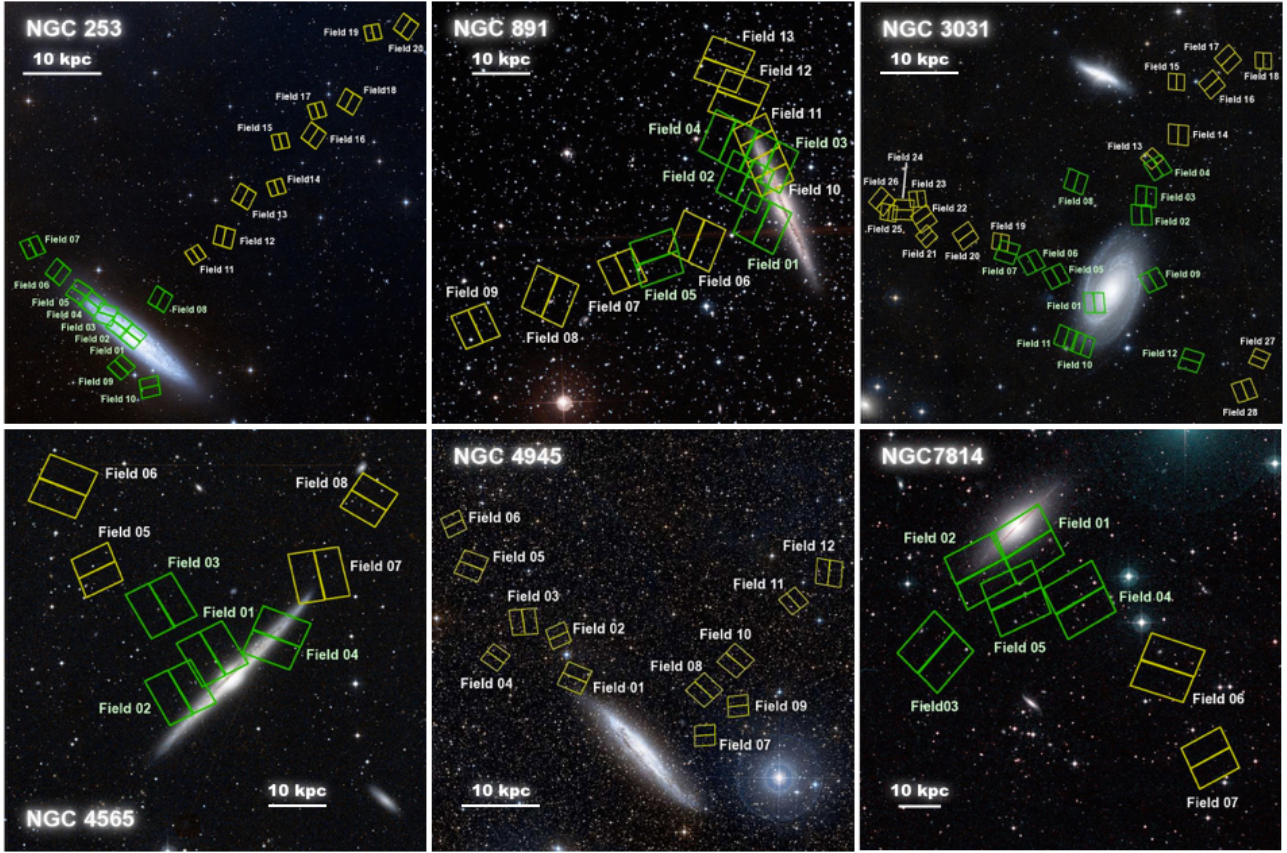 NGC 253
10 kpc
Field 19
Field 20
Field18
Field 17
Field 16
Field 15
Field14
Field 13
Field 12
Field 11
Field 07
Field 06
Field 05
Field 04
Field 03
Field 02
Field 01
Field 08
Field 09
Field 10
NGC 891
10 kpc
Field 13
Field 12
Field 11
Field 04
Field 03
Field 02
Field 10
Field 01
Field 06
Field 05
Field 07
Field 09
Field 08
NGC 3031
10 kpc
Field 17
Field 18
Field 15
Field 16
Field 14
Field 13
Field 04
Field 24
Field 26
Field 23
Field 08
Field 03
Field 22
Field 25
Field 02
Field 19
Field 21
Field 20
Field 06
Field 07
Field 05
Field 09
Field 01
Field 11
Field 10
Field 12
Field 27
Field 28
Field 06
Field 08
Field 05
Field 03
Field 07
Field 01
Field 04
Field 02
10 kpc
NGC 4565
NGC 4945
Field 06
Field 05
Field 12
Field 11
Field 03
Field 02
Field 10
Field 04
Field 08
Field 01
Field 09
Field 07
10 kpc
NGC7814
Field 01
Field 02
Field 04
Field 05
Field03
Field 06
Field 07
10 kpc